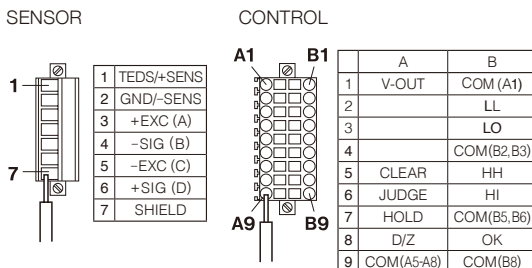 SENSOR
1
7
1 TEDS/+SENS
2 GND/–SENS
3 +EXC (A)
4 –SIG (B)
5 –EXC (C)
6 +SIG (D)
7 SHIELD
CONTROL
A1 B1
A9 B9
A B
1 V-OUT COM (A1)
2 LL
3 LO
4 COM(B2,B3)
5 CLEAR HH
6 JUDGE HI
7 HOLD COM(B5,B6)
8 D/Z OK
9 COM(A5-A8) COM(B8)